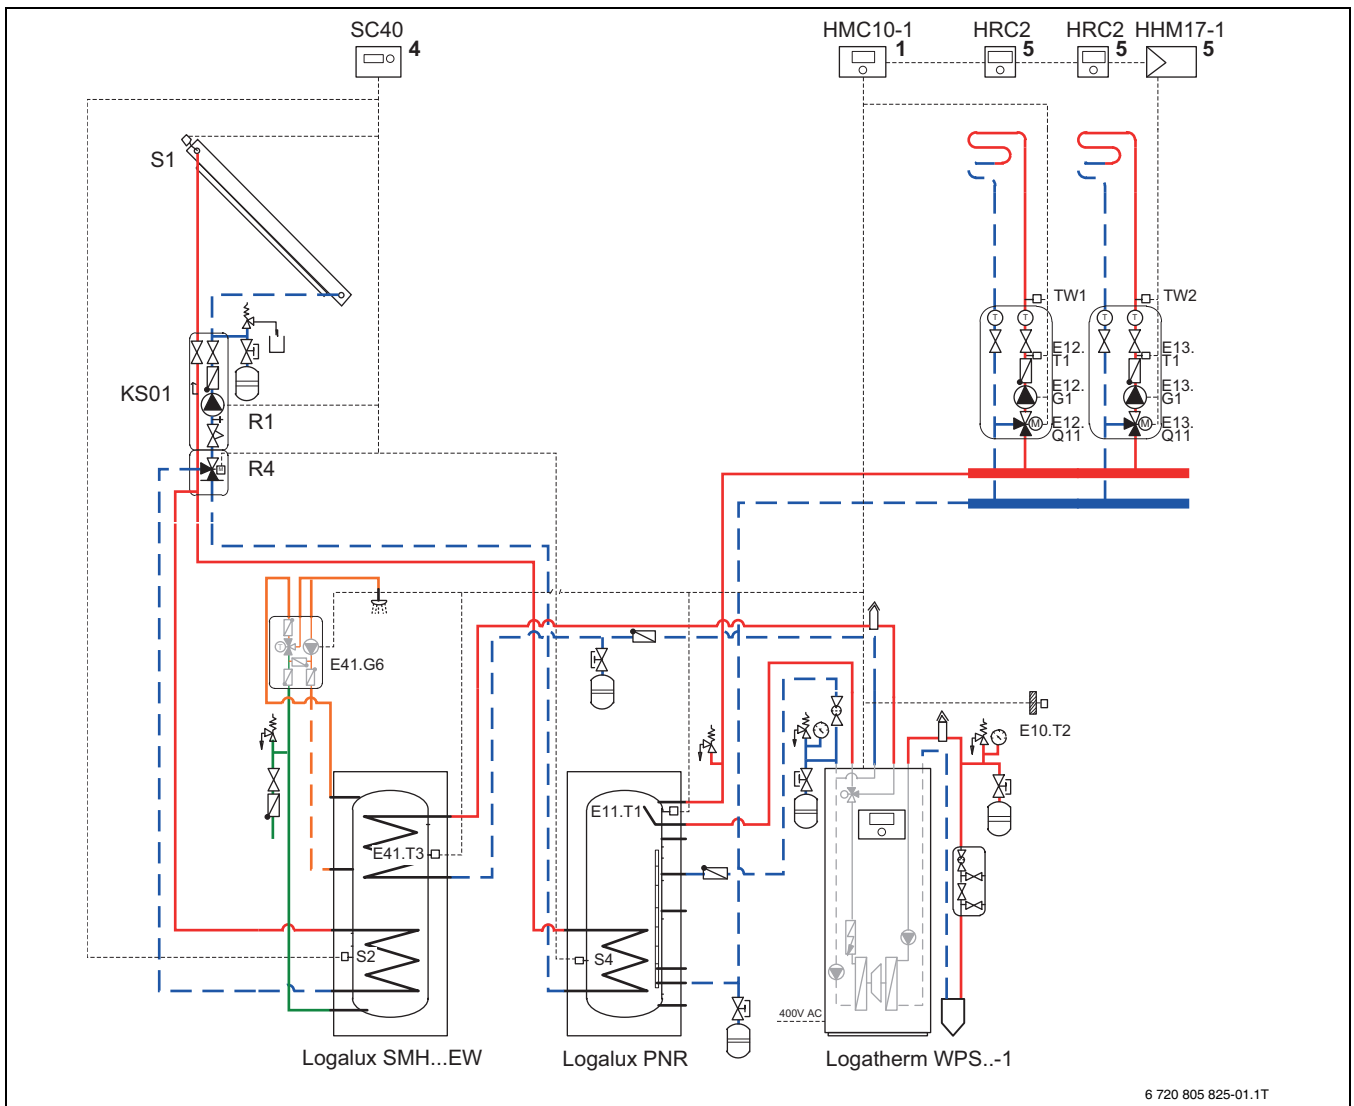 SC40
4
HMC10-1
1
HRC2
5
HRC2
5
HHM17-1
5
S1
TW1
TW2
T
T
T
T
E12.
T1
E13.
T1
KS01
R1
E12.
G1
E13.
G1
M
E12.
Q11
M
E13.
Q11
R4
M
T
E41.G6
E10.T2
E11.T1
E41.T3
S2
S4
400V AC
Logalux SMH...EW
Logalux PNR
Logatherm WPS..-1
6 720 805 825-01.1T